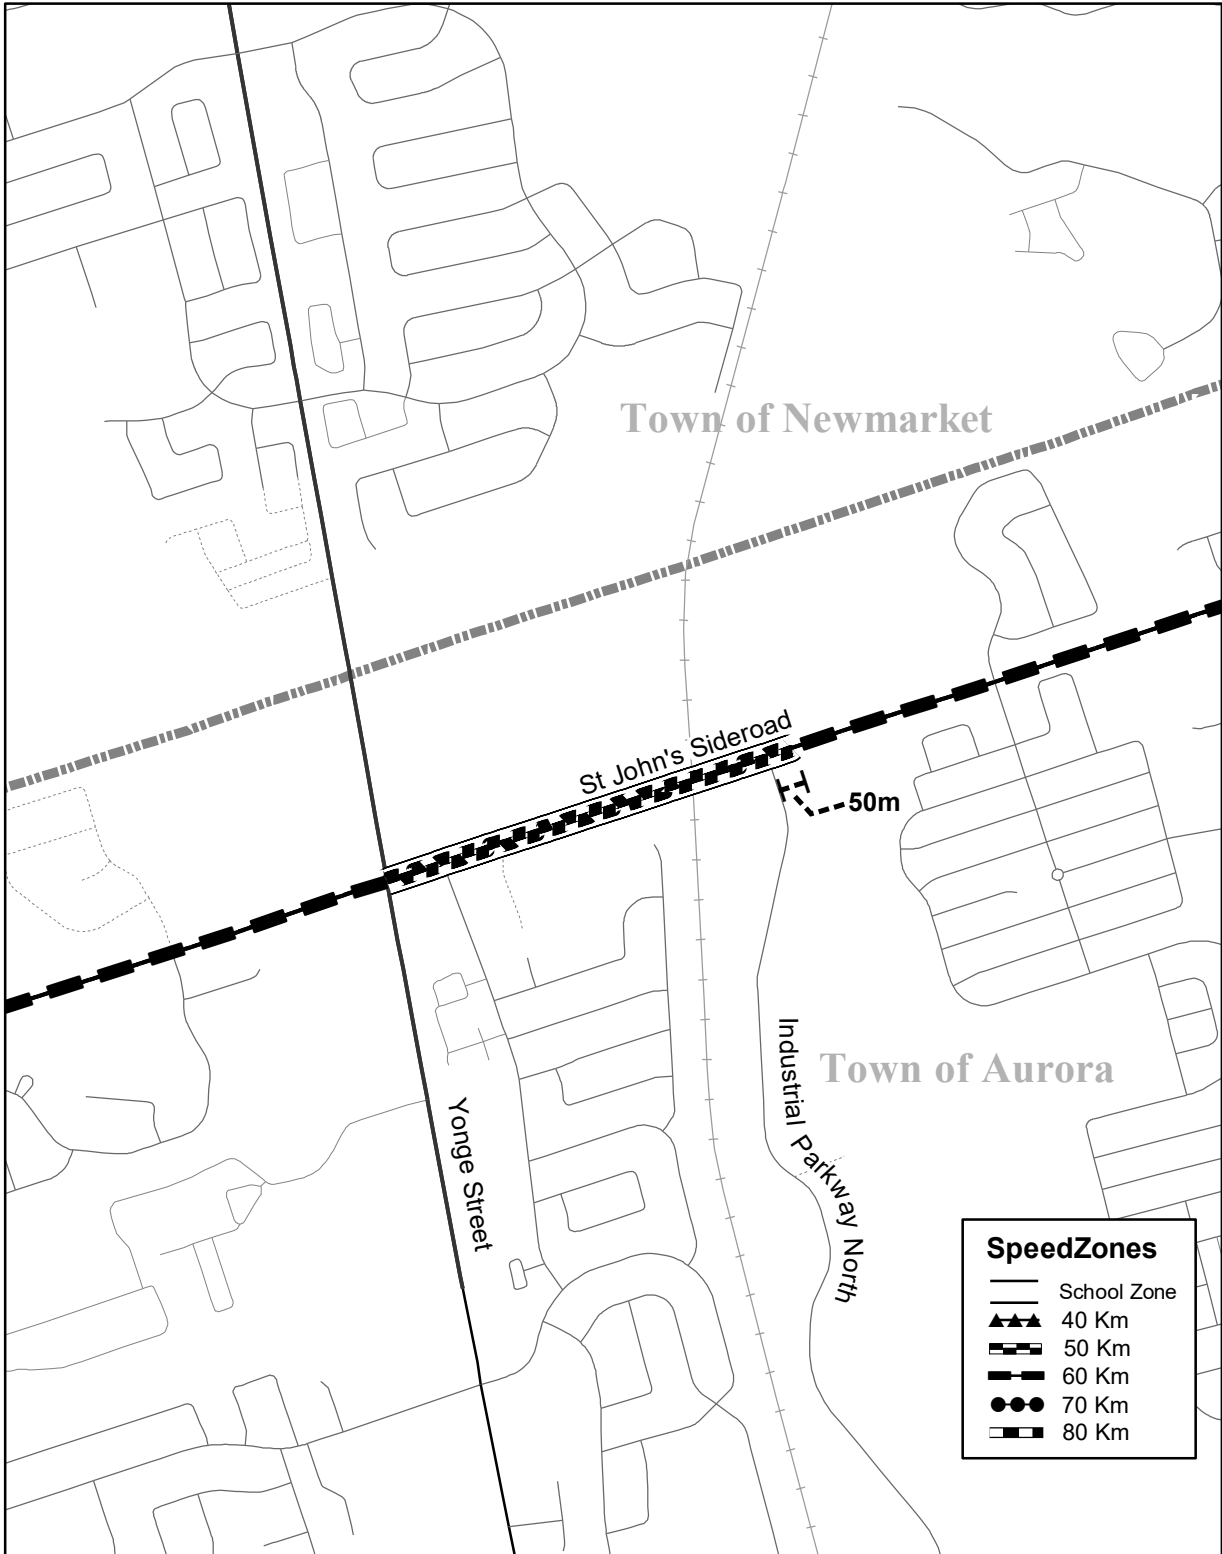 Town of Newmarket
St John's Sideroad
50m
Industrial Parkway North
Town of Aurora
Yonge Street
SpeedZones
School Zone
40 Km
50 Km
60 Km
70 Km
80 Km